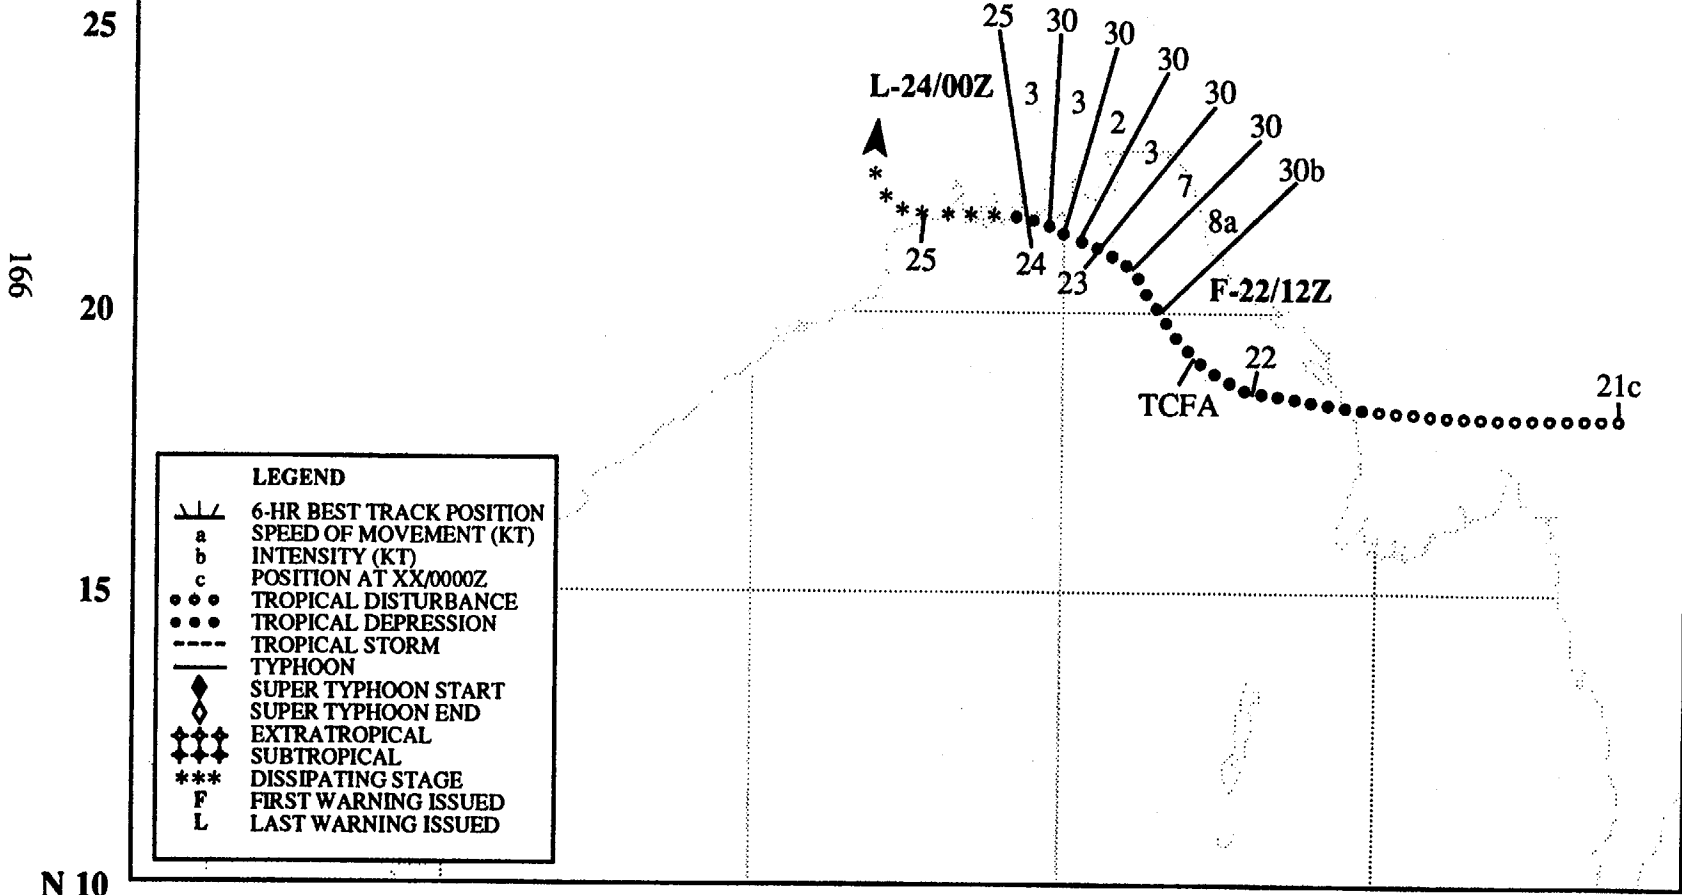 25
20
15
N 10
166
25
30
30
30
30
30
30b
L-24/00Z
3
3
2
3
7
8a
F-22/12Z
25
24
23
22
TCFA
21c
LEGEND
6-HR BEST TRACK POSITION
a SPEED OF MOVEMENT (KT)
b INTENSITY (KT)
c POSITION AT XX/0000Z
TROPICAL DISTURBANCE
TROPICAL DEPRESSION
TROPICAL STORM
TYPHOON
SUPER TYPHOON START
SUPER TYPHOON END
EXTRATROPICAL
SUBTROPICAL
*** DISSIPATING STAGE
F FIRST WARNING ISSUED
L LAST WARNING ISSUED